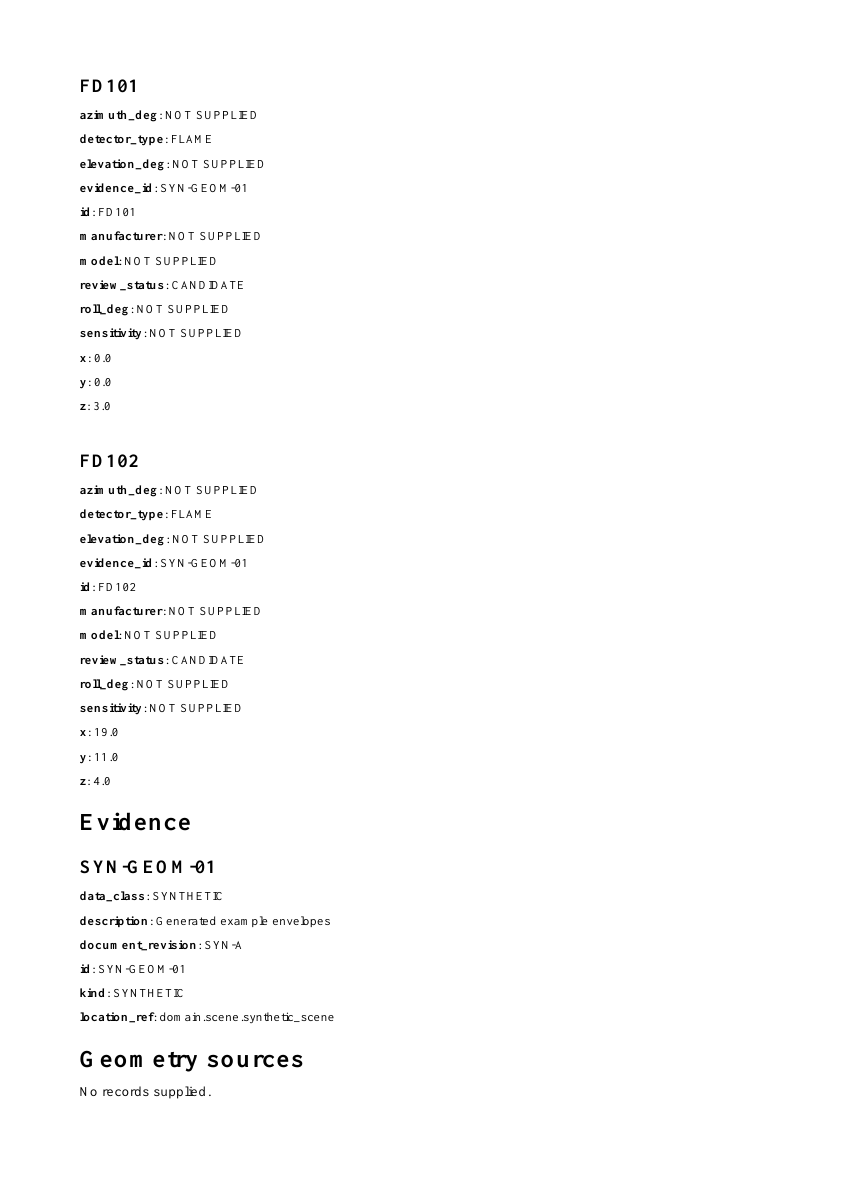 FD101
azimuth_deg: NOT SUPPLIED
detector_type: FLAME
elevation_deg: NOT SUPPLIED
evidence_id: SYN-GEOM-01
id: FD101
manufacturer: NOT SUPPLIED
model: NOT SUPPLIED
review_status: CANDIDATE
roll_deg: NOT SUPPLIED
sensitivity: NOT SUPPLIED
x: 0.0
y: 0.0
z: 3.0
FD102
azimuth_deg: NOT SUPPLIED
detector_type: FLAME
elevation_deg: NOT SUPPLIED
evidence_id: SYN-GEOM-01
id: FD102
manufacturer: NOT SUPPLIED
model: NOT SUPPLIED
review_status: CANDIDATE
roll_deg: NOT SUPPLIED
sensitivity: NOT SUPPLIED
x: 19.0
y: 11.0
z: 4.0
Evidence
SYN-GEOM-01
data_class: SYNTHETIC
description: Generated example envelopes
document_revision: SYN-A
id: SYN-GEOM-01
kind: SYNTHETIC
location_ref: domain.scene.synthetic_scene
Geometry sources
No records supplied.